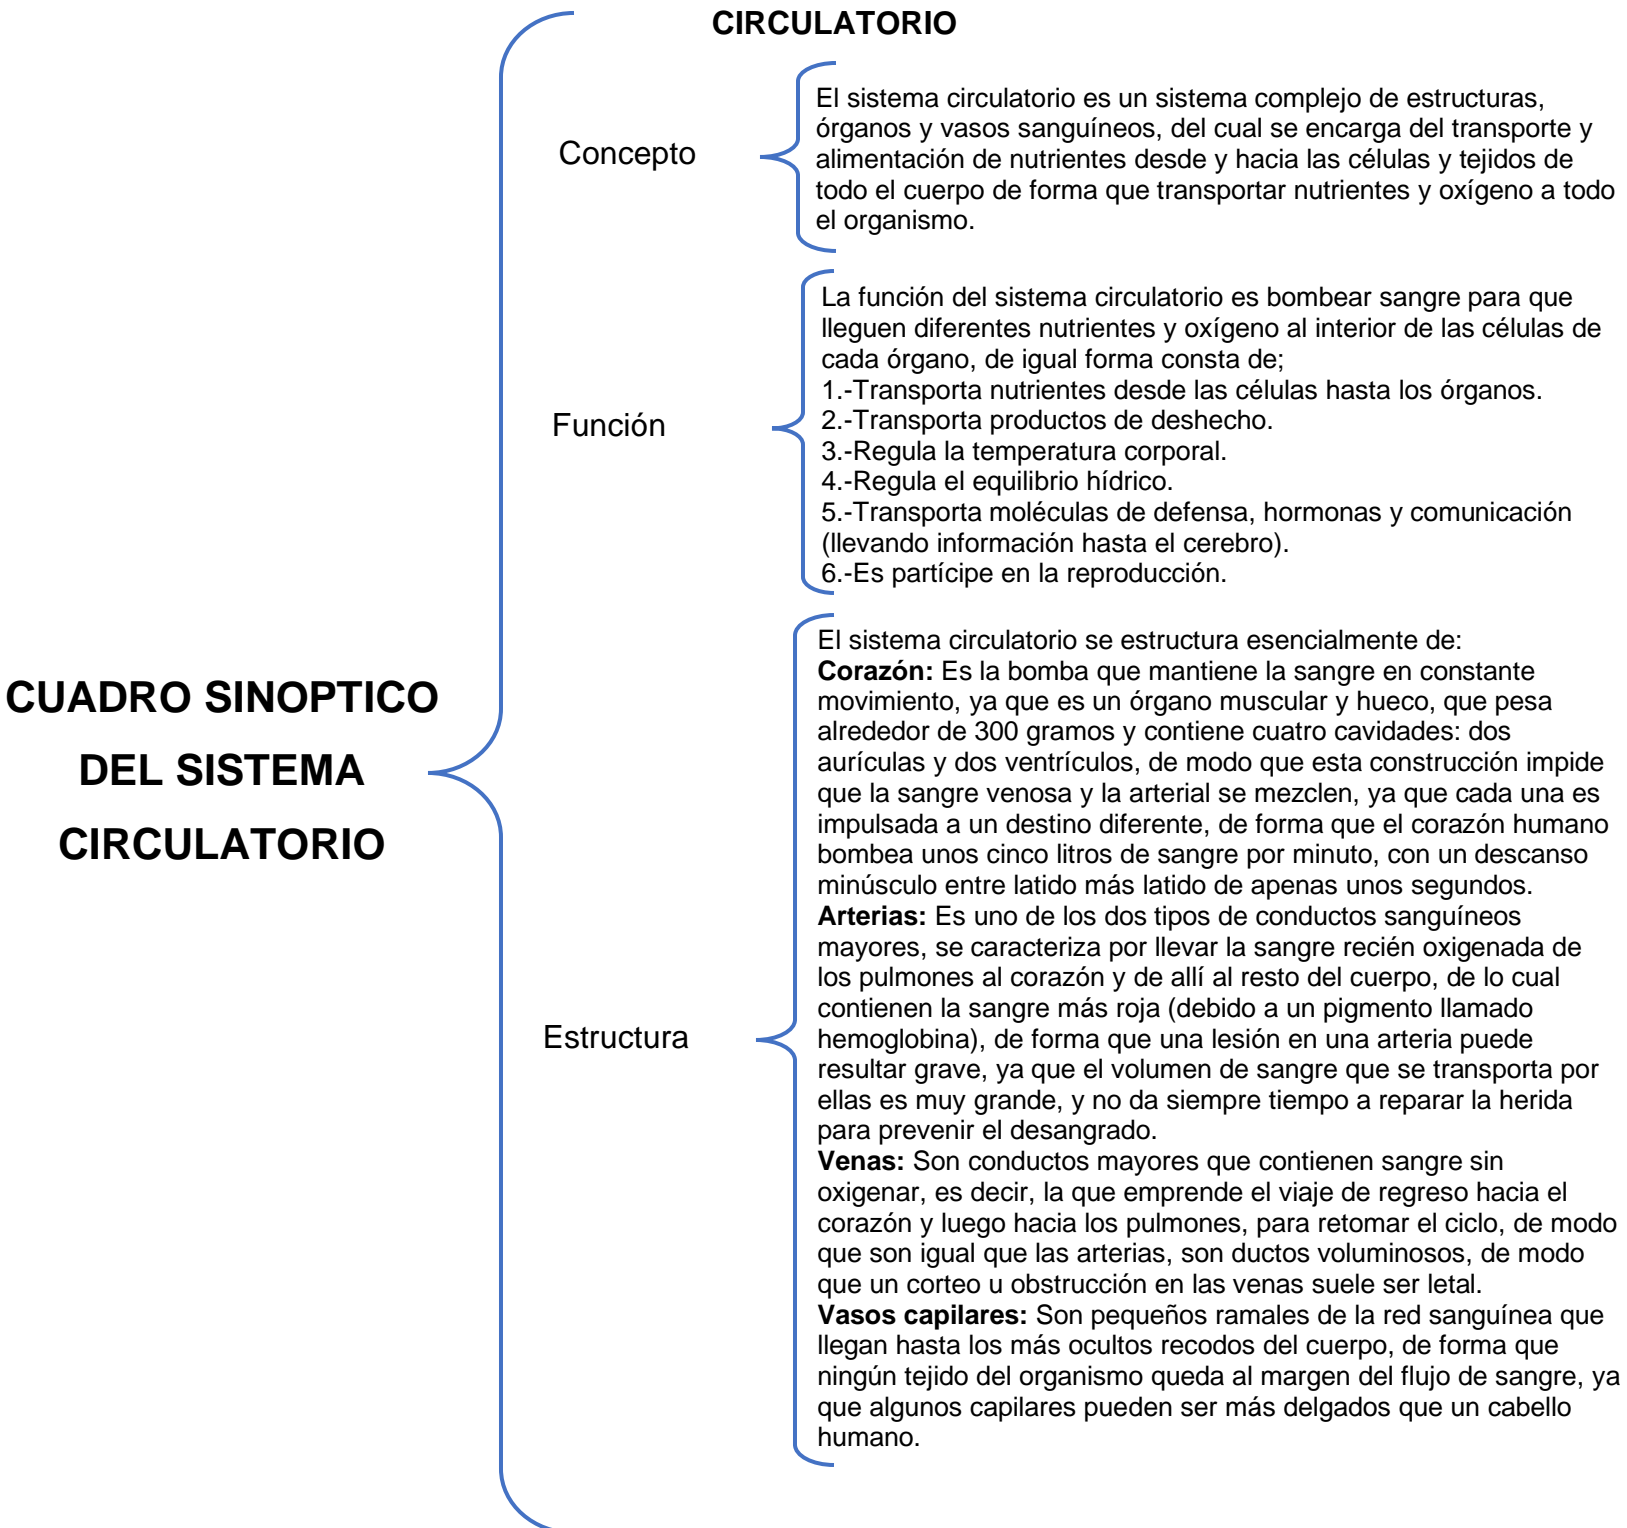 CIRCULATORIO
CUADRO SINOPTICO
DEL SISTEMA
CIRCULATORIO
Concepto
El sistema circulatorio es un sistema complejo de estructuras,
órganos y vasos sanguíneos, del cual se encarga del transporte y
alimentación de nutrientes desde y hacia las células y tejidos de
todo el cuerpo de forma que transportar nutrientes y oxígeno a todo
el organismo.
Función
La función del sistema circulatorio es bombear sangre para que
lleguen diferentes nutrientes y oxígeno al interior de las células de
cada órgano, de igual forma consta de;
1.-Transporta nutrientes desde las células hasta los órganos.
2.-Transporta productos de deshecho.
3.-Regula la temperatura corporal.
4.-Regula el equilibrio hídrico.
5.-Transporta moléculas de defensa, hormonas y comunicación
(llevando información hasta el cerebro).
6.-Es partícipe en la reproducción.
Estructura
El sistema circulatorio se estructura esencialmente de:
Corazón: Es la bomba que mantiene la sangre en constante
movimiento, ya que es un órgano muscular y hueco, que pesa
alrededor de 300 gramos y contiene cuatro cavidades: dos
aurículas y dos ventrículos, de modo que esta construcción impide
que la sangre venosa y la arterial se mezclen, ya que cada una es
impulsada a un destino diferente, de forma que el corazón humano
bombea unos cinco litros de sangre por minuto, con un descanso
minúsculo entre latido más latido de apenas unos segundos.
Arterias: Es uno de los dos tipos de conductos sanguíneos
mayores, se caracteriza por llevar la sangre recién oxigenada de
los pulmones al corazón y de allí al resto del cuerpo, de lo cual
contienen la sangre más roja (debido a un pigmento llamado
hemoglobina), de forma que una lesión en una arteria puede
resultar grave, ya que el volumen de sangre que se transporta por
ellas es muy grande, y no da siempre tiempo a reparar la herida
para prevenir el desangrado.
Venas: Son conductos mayores que contienen sangre sin
oxigenar, es decir, la que emprende el viaje de regreso hacia el
corazón y luego hacia los pulmones, para retomar el ciclo, de modo
que son igual que las arterias, son ductos voluminosos, de modo
que un corteo u obstrucción en las venas suele ser letal.
Vasos capilares: Son pequeños ramales de la red sanguínea que
llegan hasta los más ocultos recodos del cuerpo, de forma que
ningún tejido del organismo queda al margen del flujo de sangre, ya
que algunos capilares pueden ser más delgados que un cabello
humano.